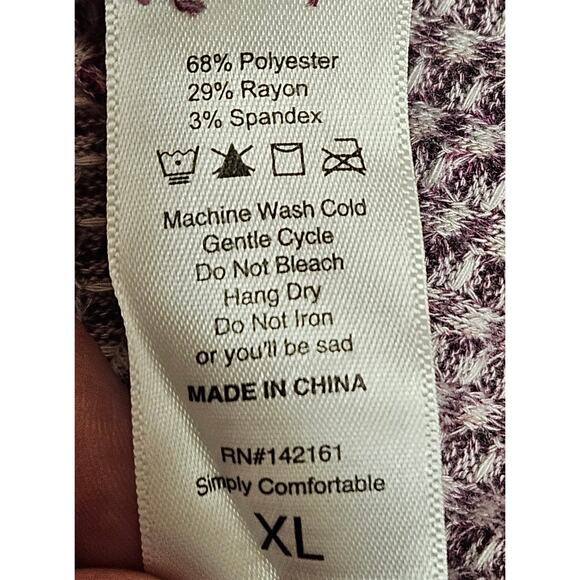 68% Polyester
29% Rayon
3% Spandex
Machine Wash Cold
Gentle Cycle
Do Not Bleach
Hang Dry
Do Not Iron
or you'll be sad
MADE IN CHINA
RN#142161
Simply Comfortable
XL